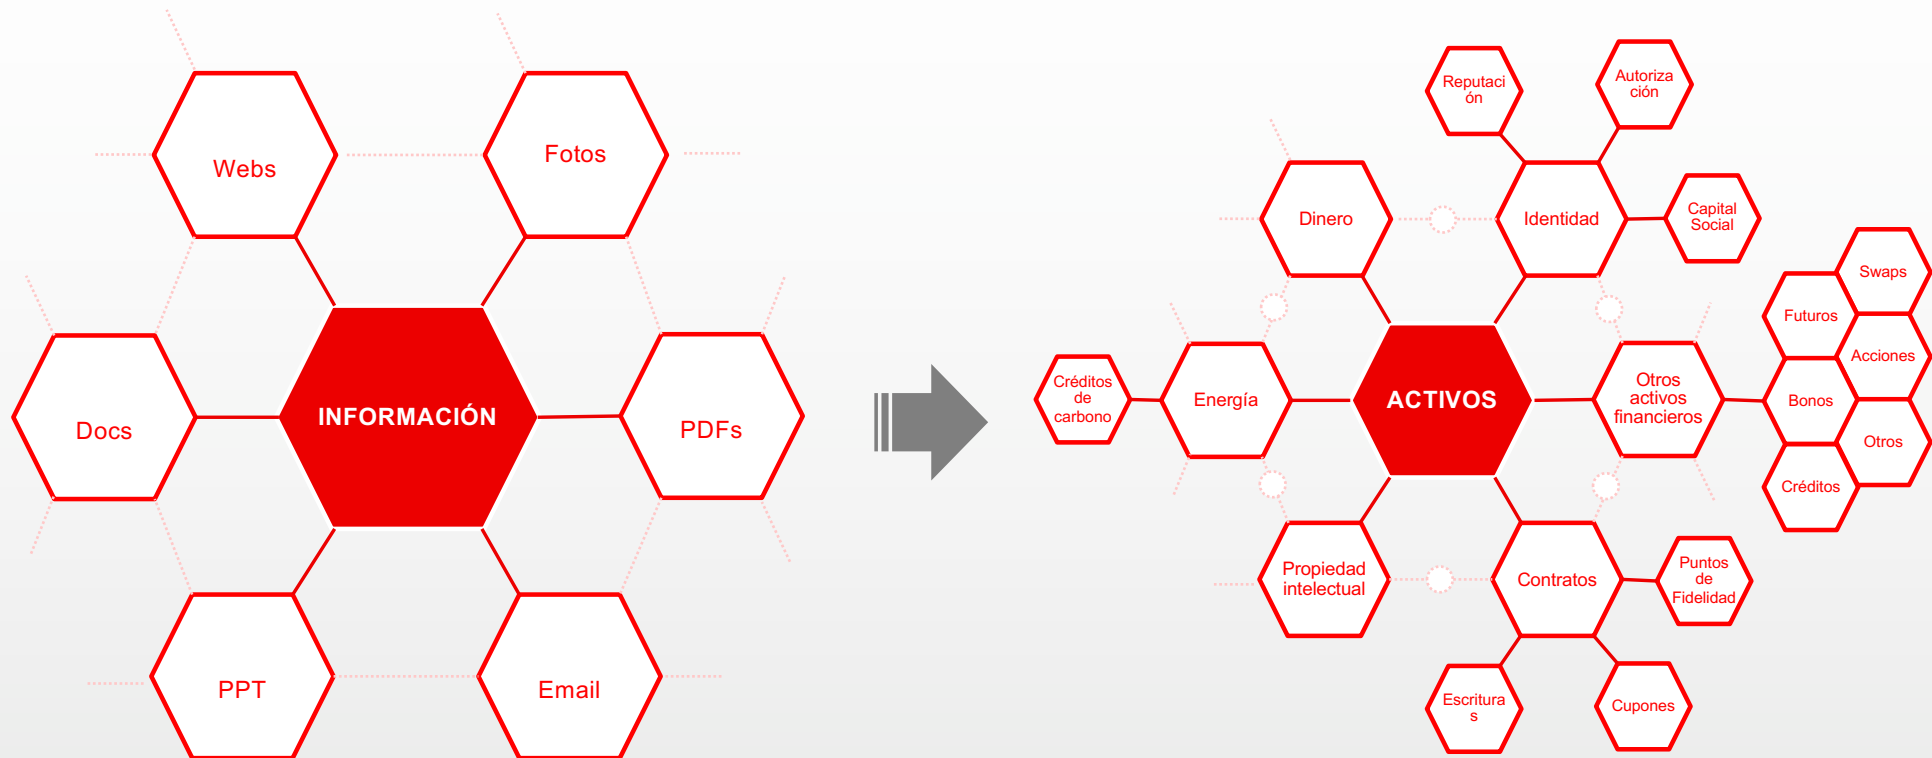 Webs
Fotos
Docs
INFORMACIÓN
PDFs
PPT
Email
Reputaci
ón
Autoriza
ción
Dinero
Identidad
Capital
Social
Swaps
Futuros
Acciones
Créditos
de
carbono
Energía
ACTIVOS
Otros
activos
financieros
Bonos
Otros
Créditos
Propiedad
intelectual
Contratos
Puntos
de
Fidelidad
Escritura
s
Cupones